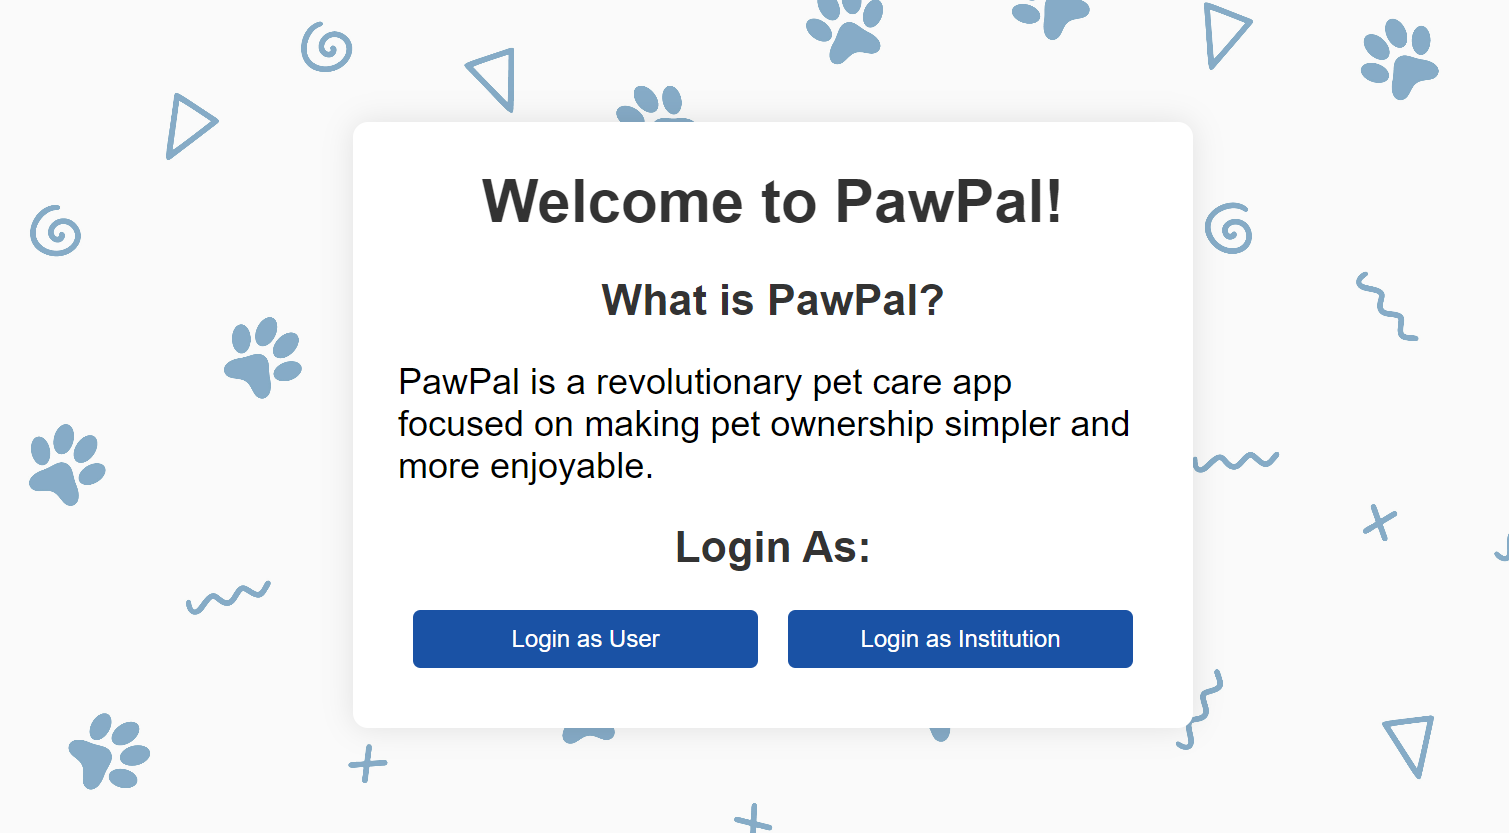 Welcome to PawPal!
What is PawPal?
PawPal is a revolutionary pet care app
focused on making pet ownership simpler and
more enjoyable.
Login As:
Login as User
Login as Institution